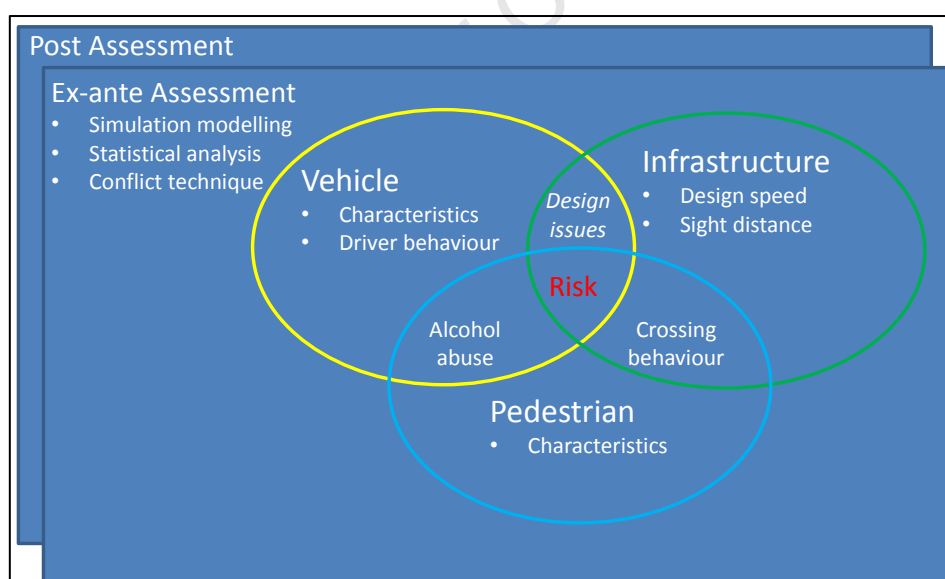 Post Assessment
Ex-ante Assessment
• Simulation modelling
• Statistical analysis
• Conflict technique
Vehicle
• Characteristics
• Driver behaviour
Design
issues
Infrastructure
• Design speed
• Sight distance
Risk
Alcohol
abuse
Crossing
behaviour
Pedestrian
• Characteristics